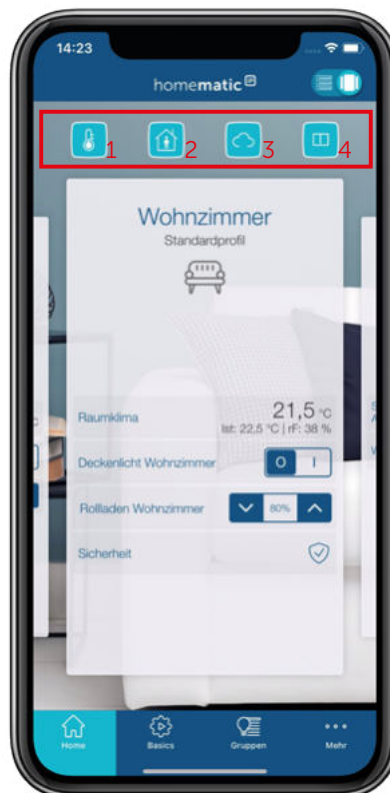 14:23
homematic IP
1 2 3 4
Wohnzimmer
Standardprofil
Raumklima 21,5 °C
Ist: 22,5 °C | rF: 38 %
Deckenlicht Wohnzimmer O I
Rollladen Wohnzimmer 80%
Sicherheit
Home Basics Gruppen Mehr